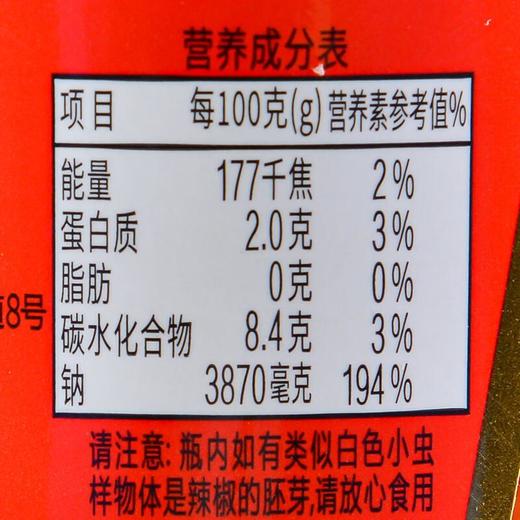 营养成分表
项目 每100克(g) 营养素参考值%
能量 177千焦 2%
蛋白质 2.0克 3%
脂肪 0克 0%
道8号
碳水化合物 8.4克 3%
钠 3870毫克 194%
请注意: 瓶内如有类似白色小虫
样物体是辣椒的胚芽,请放心食用